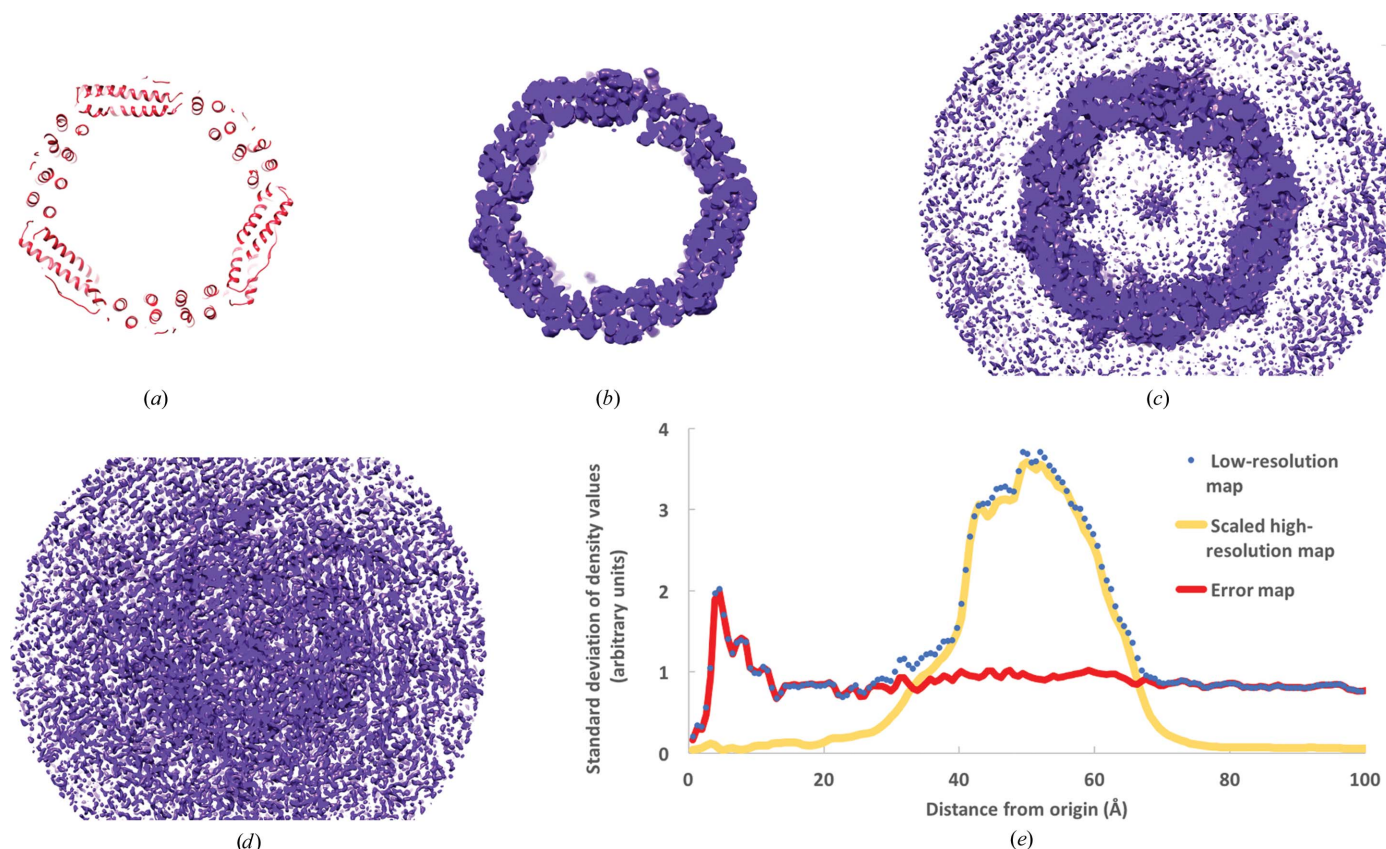 (a)
(b)
(c)
(d)
Standard deviation of density values
(arbitrary units)
4
3
2
1
0
0 20 40 60 80 100
Distance from origin (Å)
Low-resolution
map
Scaled high-
resolution map
Error map
(e)